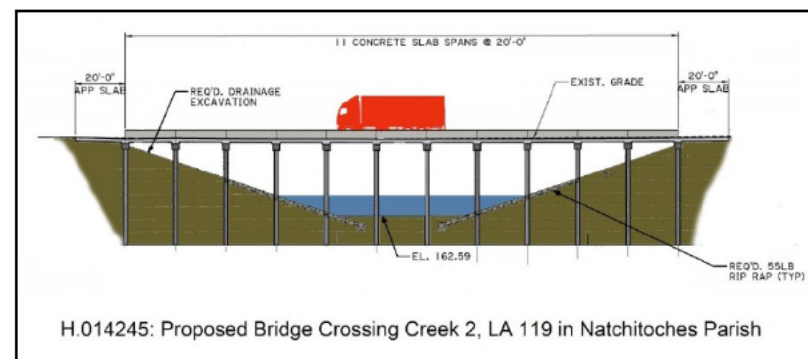 11 CONCRETE SLAB SPANS @ 20'-0"
20'-0"
APP SLAB
REQ'D. DRAINAGE
EXCAVATION
EXIST. GRADE
20'-0"
APP SLAB
EL. 162.59
REQ'D. 55LB
RIP RAP (TYP)
H.014245: Proposed Bridge Crossing Creek 2, LA 119 in Natchitoches Parish